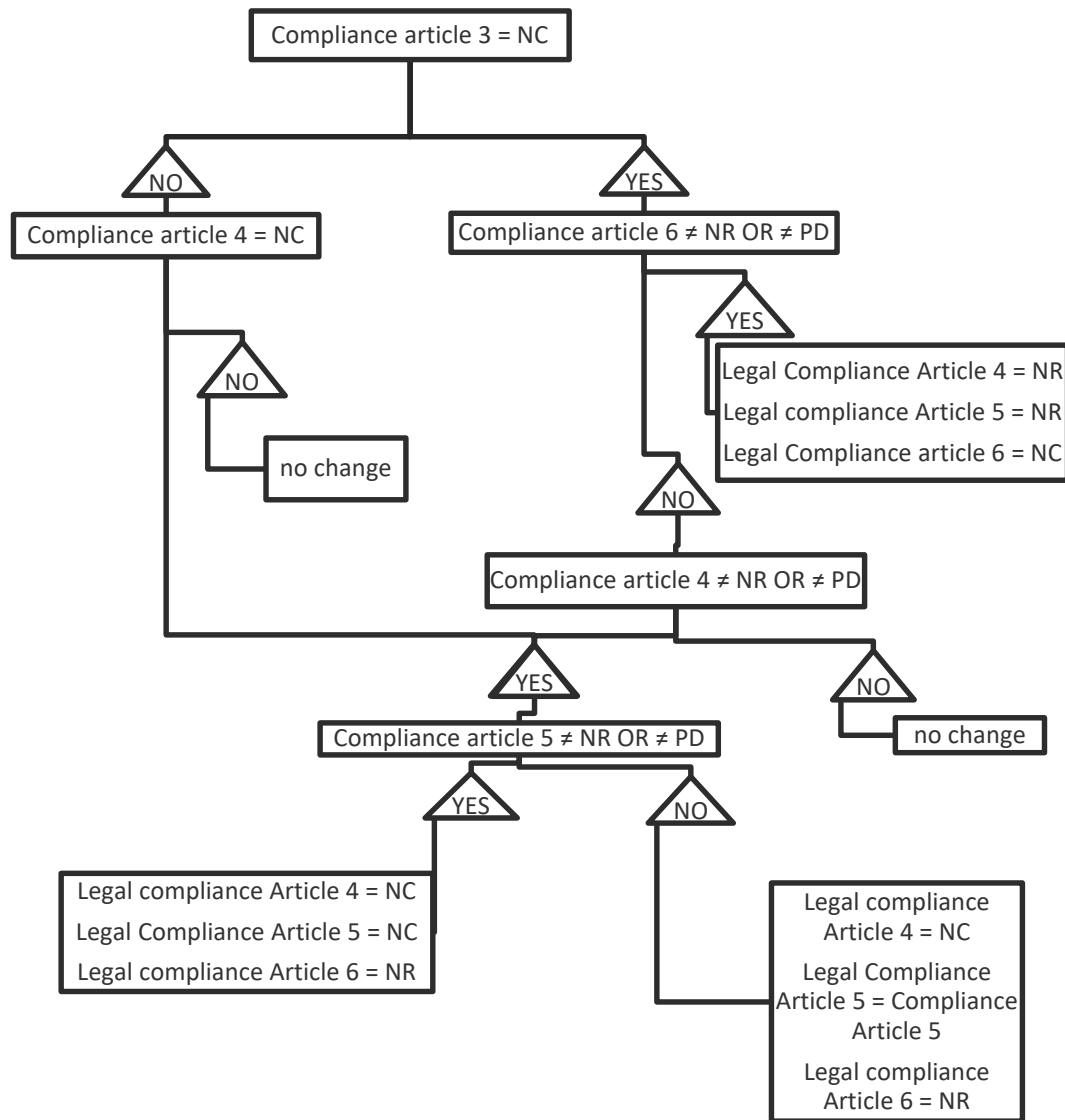 Compliance article 3 = NC
NO
YES
Compliance article 4 = NC
Compliance article 6 ≠ NR OR ≠ PD
YES
NO
Legal Compliance Article 4 = NR
Legal compliance Article 5 = NR
Legal Compliance article 6 = NC
no change
NO
Compliance article 4 ≠ NR OR ≠ PD
YES
NO
Compliance article 5 ≠ NR OR ≠ PD
no change
YES
NO
Legal compliance Article 4 = NC
Legal Compliance Article 5 = NC
Legal compliance Article 6 = NR
Legal compliance
Article 4 = NC
Legal Compliance
Article 5 = Compliance
Article 5
Legal compliance
Article 6 = NR